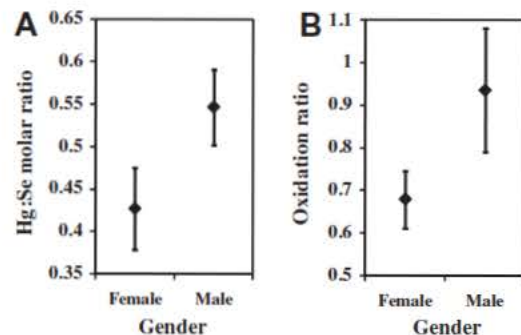 A
Hg:Se molar ratio
0.65
0.6
0.55
0.5
0.45
0.4
0.35
Female Male
Gender
B
Oxidation ratio
1.1
1
0.9
0.8
0.7
0.6
0.5
Female Male
Gender